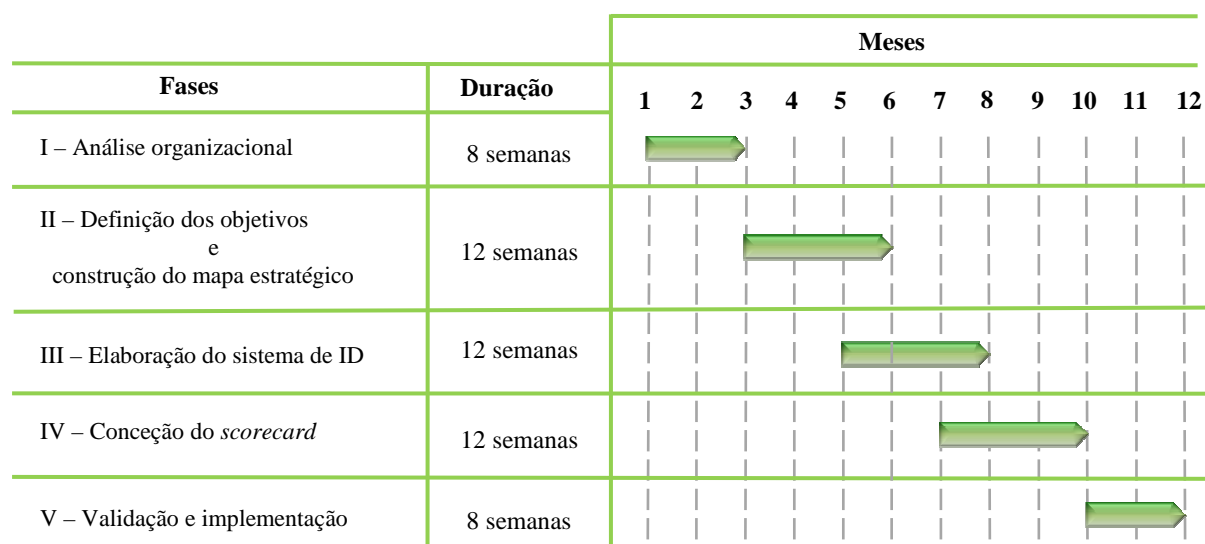 Meses
Fases
Duração
1 2 3 4 5 6 7 8 9 10 11 12
I – Análise organizacional
8 semanas
II – Definição dos objetivos
e
construção do mapa estratégico
12 semanas
III – Elaboração do sistema de ID
12 semanas
IV – Conceção do scorecard
12 semanas
V – Validação e implementação
8 semanas